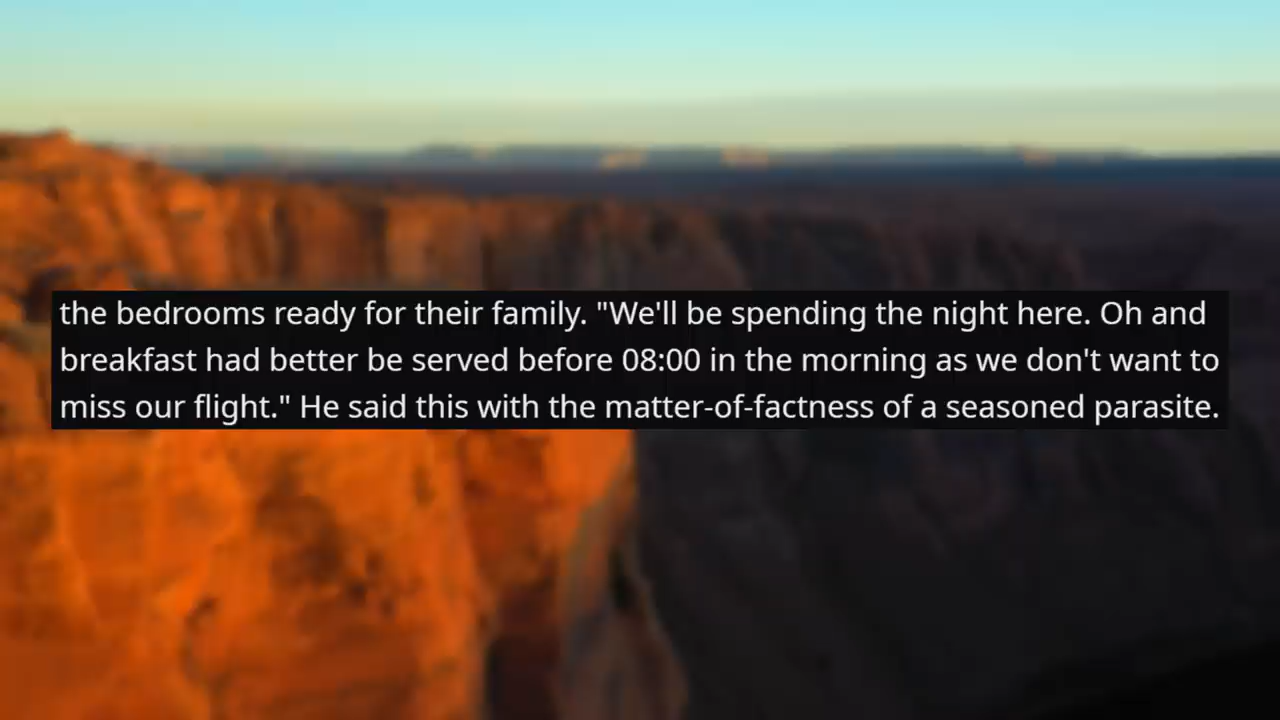 the bedrooms ready for their family. "We'll be spending the night here. Oh and
breakfast had better be served before 08:00 in the morning as we don't want to
miss our flight." He said this with the matter-of-factness of a seasoned parasite.